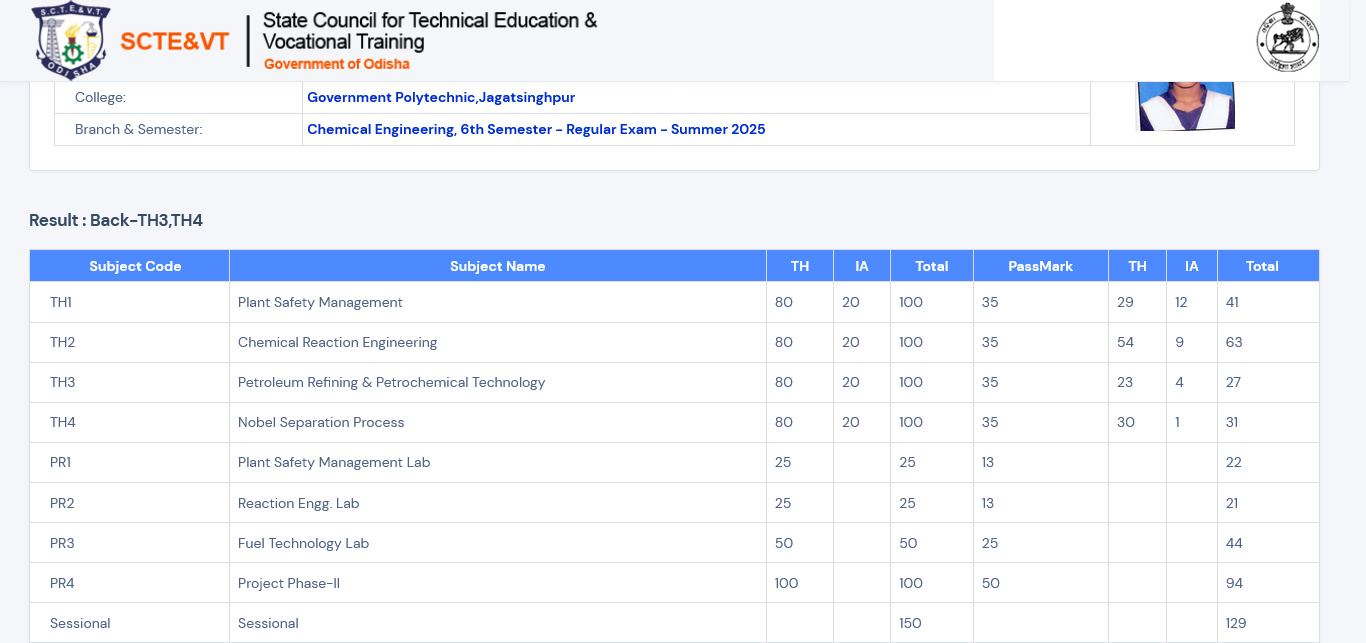 S.C.T.E.& V.T.
ODISHA
SCTE&VT
State Council for Technical Education &
Vocational Training
Government of Odisha
College: Government Polytechnic,Jagatsinghpur
Branch & Semester: Chemical Engineering, 6th Semester - Regular Exam - Summer 2025
Result : Back-TH3,TH4
Subject Code Subject Name TH IA Total PassMark TH IA Total
TH1 Plant Safety Management 80 20 100 35 29 12 41
TH2 Chemical Reaction Engineering 80 20 100 35 54 9 63
TH3 Petroleum Refining & Petrochemical Technology 80 20 100 35 23 4 27
TH4 Nobel Separation Process 80 20 100 35 30 1 31
PR1 Plant Safety Management Lab 25 25 13 22
PR2 Reaction Engg. Lab 25 25 13 21
PR3 Fuel Technology Lab 50 50 25 44
PR4 Project Phase-II 100 100 50 94
Sessional Sessional 150 129